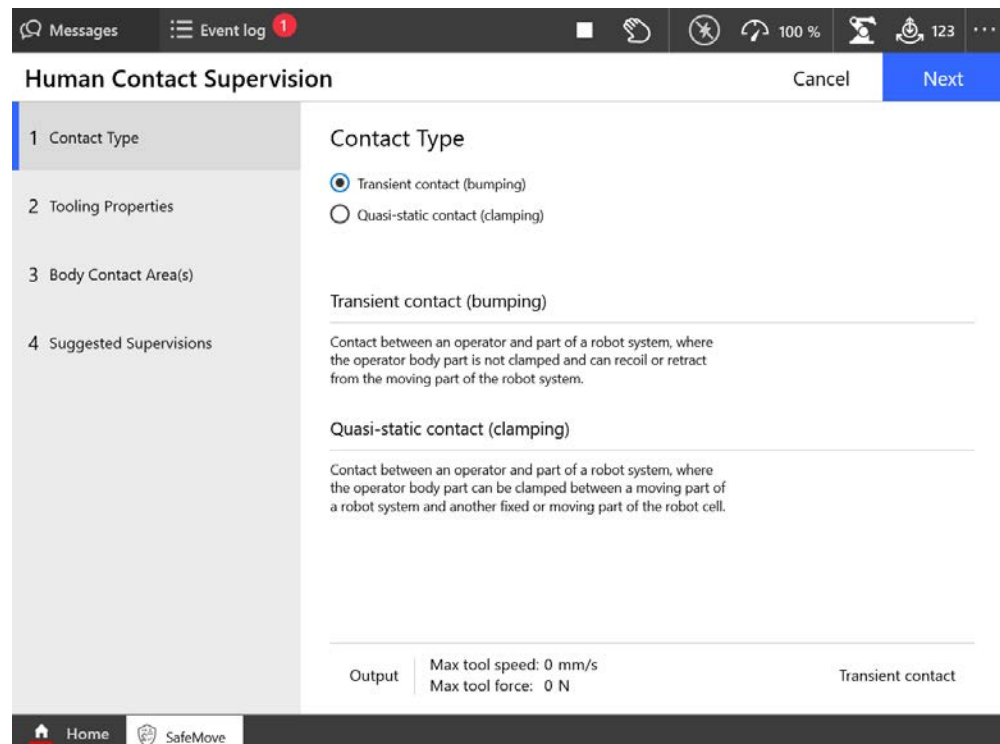 Messages
Event log 1
100 %
123
Human Contact Supervision
Cancel
Next
1 Contact Type
2 Tooling Properties
3 Body Contact Area(s)
4 Suggested Supervisions
Contact Type
Transient contact (bumping)
Quasi-static contact (clamping)
Transient contact (bumping)
Contact between an operator and part of a robot system, where
the operator body part is not clamped and can recoil or retract
from the moving part of the robot system.
Quasi-static contact (clamping)
Contact between an operator and part of a robot system, where
the operator body part can be clamped between a moving part of
a robot system and another fixed or moving part of the robot cell.
Output
Max tool speed: 0 mm/s
Max tool force: 0 N
Transient contact
Home
SafeMove